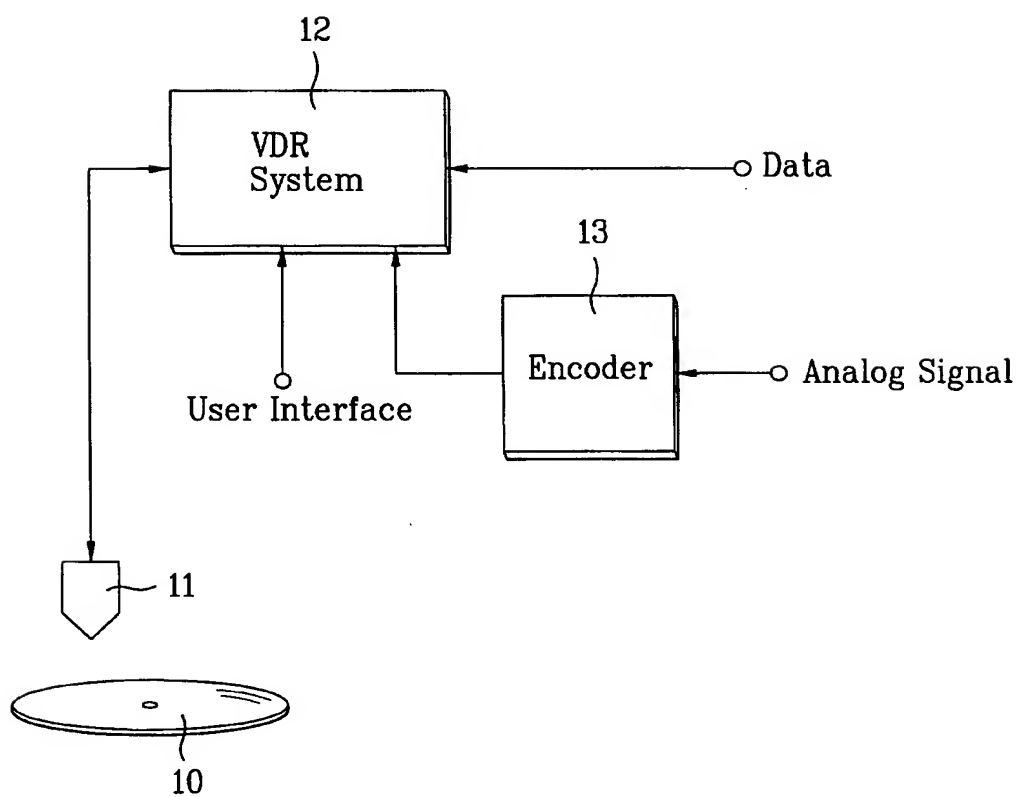 12
VDR
System
Data
13
Encoder
Analog Signal
User Interface
11
10